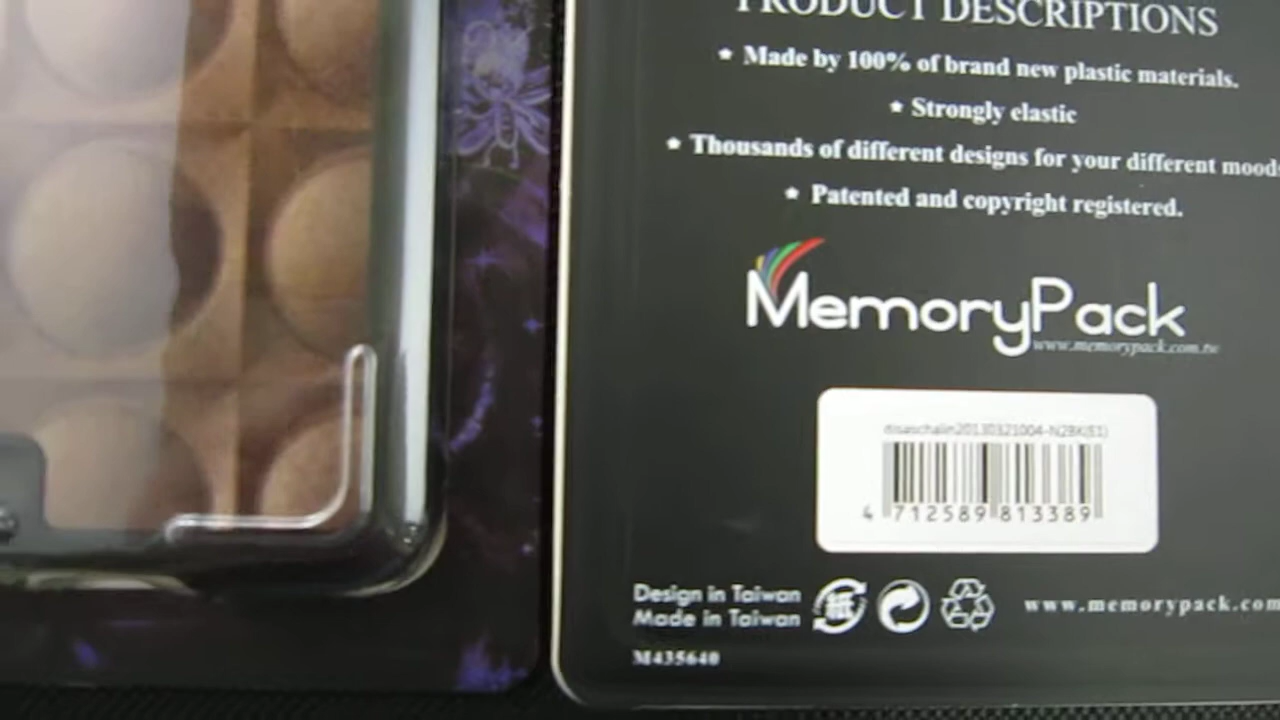 PRODUCT DESCRIPTIONS
★ Made by 100% of brand new plastic materials.
★ Strongly elastic
★ Thousands of different designs for your different moods
★ Patented and copyright registered.
MemoryPack
www.memorypack.com.tw
4 712589 813389
Design in Taiwan
Made in Taiwan
www.memorypack.com
M435640